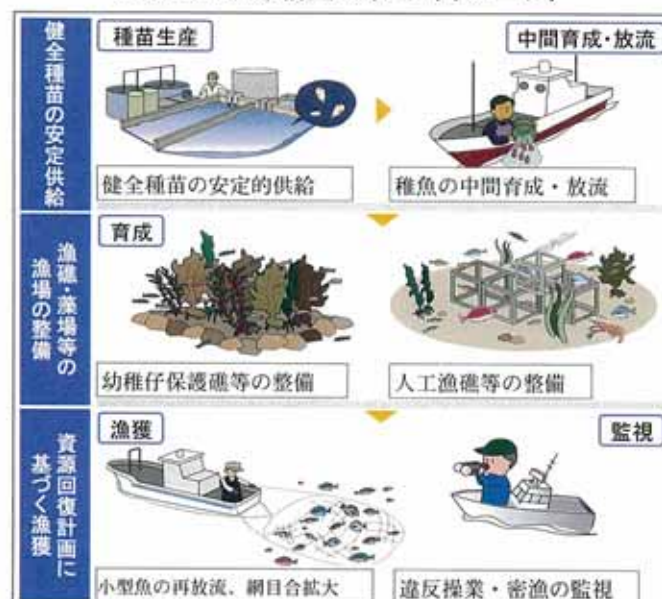 健全種苗の安定供給
種苗生産
中間育成・放流
健全種苗の安定的供給
稚魚の中間育成・放流
漁礁・藻場等の
漁場の整備
育成
幼稚仔保護礁等の整備
人工漁礁等の整備
資源回復計画に
基づく漁獲
漁獲
監視
小型魚の再放流、網目合拡大
違反操業・密漁の監視